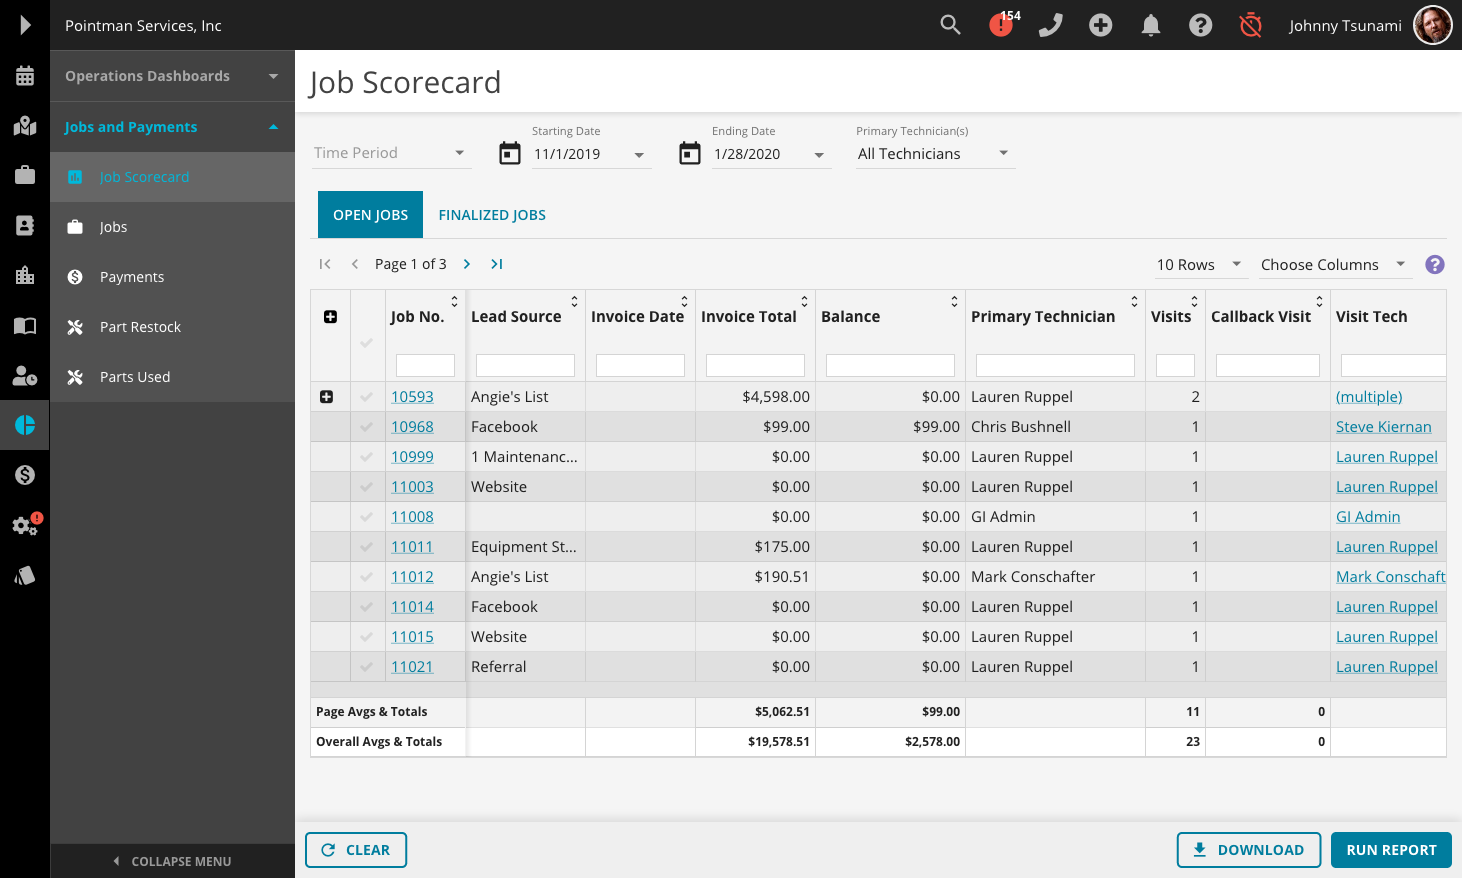 Pointman Services, Inc
154
Johnny Tsunami
Operations Dashboards
Jobs and Payments
Job Scorecard
Jobs
Payments
Part Restock
Parts Used
COLLAPSE MENU
Job Scorecard
Time Period
Starting Date
11/1/2019
Ending Date
1/28/2020
Primary Technician(s)
All Technicians
OPEN JOBS FINALIZED JOBS
Page 1 of 3
10 Rows Choose Columns ?
Job No. Lead Source Invoice Date Invoice Total Balance Primary Technician Visits Callback Visit Visit Tech
10593 Angie's List $4,598.00 $0.00 Lauren Ruppel 2 (multiple)
10968 Facebook $99.00 $99.00 Chris Bushnell 1 Steve Kiernan
10999 1 Maintenanc... $0.00 $0.00 Lauren Ruppel 1 Lauren Ruppel
11003 Website $0.00 $0.00 Lauren Ruppel 1 Lauren Ruppel
11008 $0.00 $0.00 GI Admin 1 GI Admin
11011 Equipment St... $175.00 $0.00 Lauren Ruppel 1 Lauren Ruppel
11012 Angie's List $190.51 $0.00 Mark Conschafter 1 Mark Conschaft
11014 Facebook $0.00 $0.00 Lauren Ruppel 1 Lauren Ruppel
11015 Website $0.00 $0.00 Lauren Ruppel 1 Lauren Ruppel
11021 Referral $0.00 $0.00 Lauren Ruppel 1 Lauren Ruppel
Page Avgs & Totals $5,062.51 $99.00 11 0
Overall Avgs & Totals $19,578.51 $2,578.00 23 0
CLEAR
DOWNLOAD
RUN REPORT